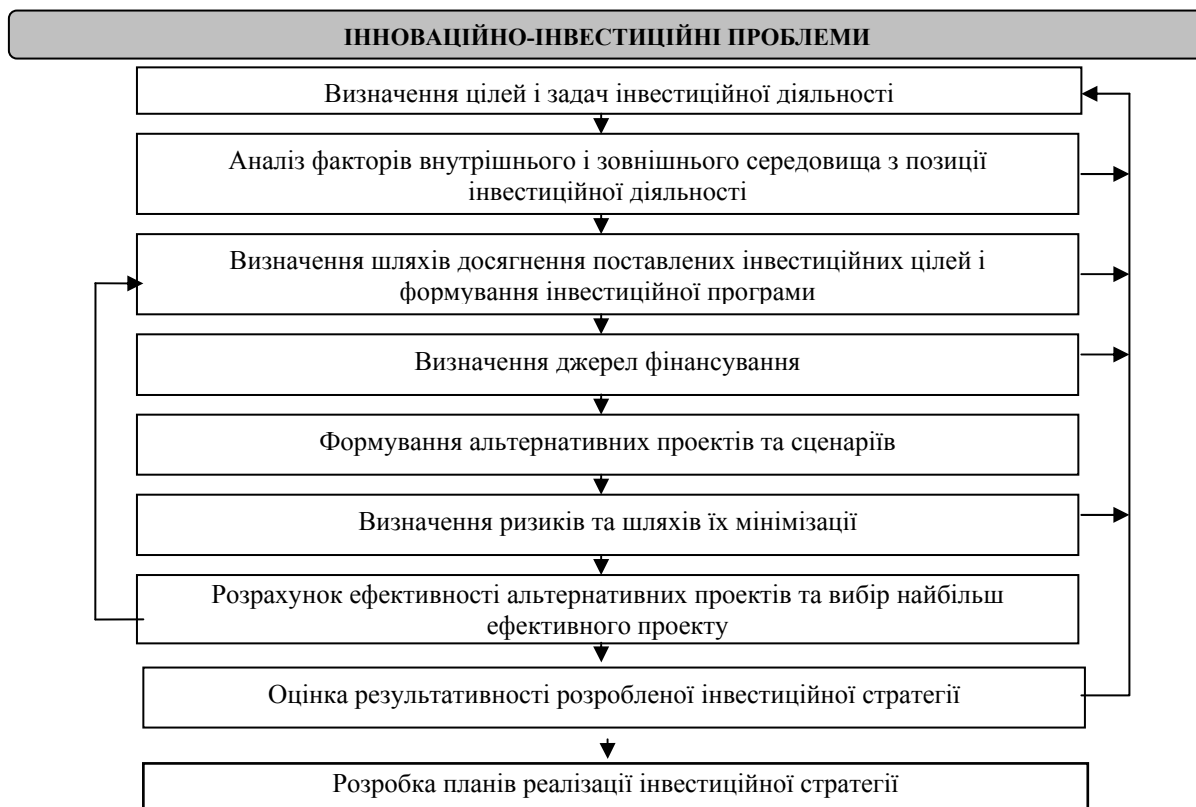 ІННОВАЦІЙНО-ІНВЕСТИЦІЙНІ ПРОБЛЕМИ
Визначення цілей і задач інвестиційної діяльності
Аналіз факторів внутрішнього і зовнішнього середовища з позиції
інвестиційної діяльності
Визначення шляхів досягнення поставлених інвестиційних цілей і
формування інвестиційної програми
Визначення джерел фінансування
Формування альтернативних проектів та сценаріїв
Визначення ризиків та шляхів їх мінімізації
Розрахунок ефективності альтернативних проектів та вибір найбільш
ефективного проекту
Оцінка результативності розробленої інвестиційної стратегії
Розробка планів реалізації інвестиційної стратегії